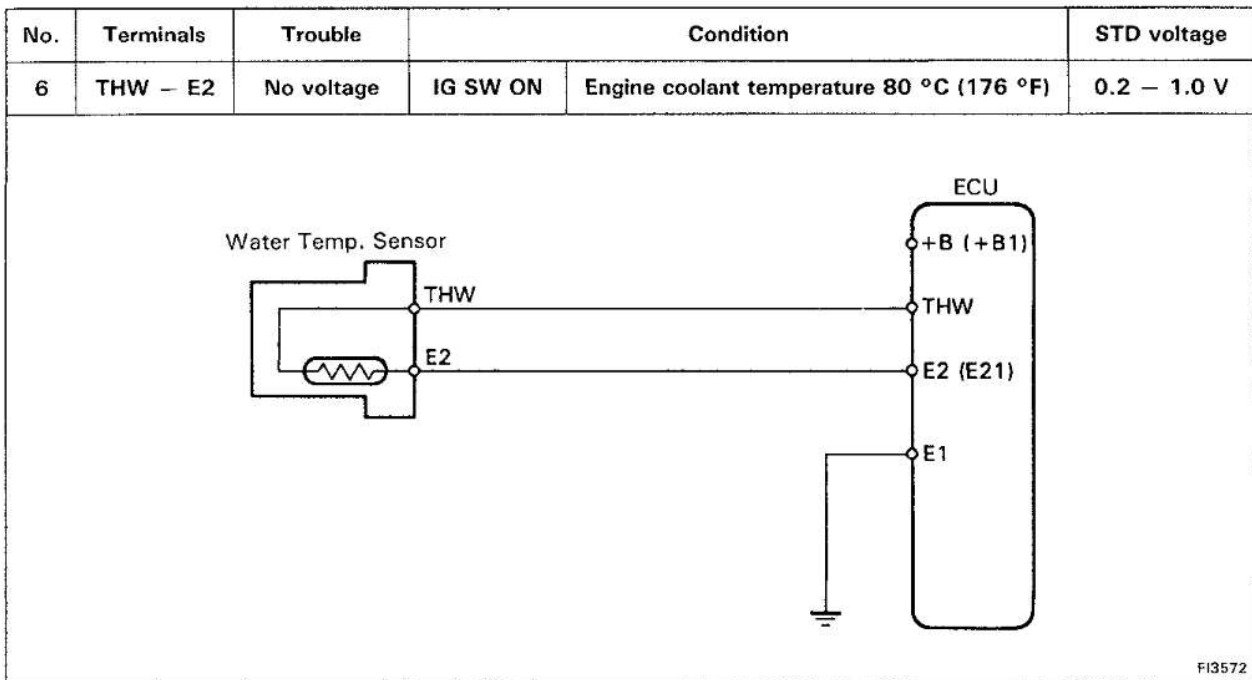 No. Terminals Trouble Condition STD voltage
6 THW – E2 No voltage IG SW ON Engine coolant temperature 80 °C (176 °F) 0.2 – 1.0 V
ECU
+B (+B1)
Water Temp. Sensor
THW THW
E2 E2 (E21)
E1
FI3572